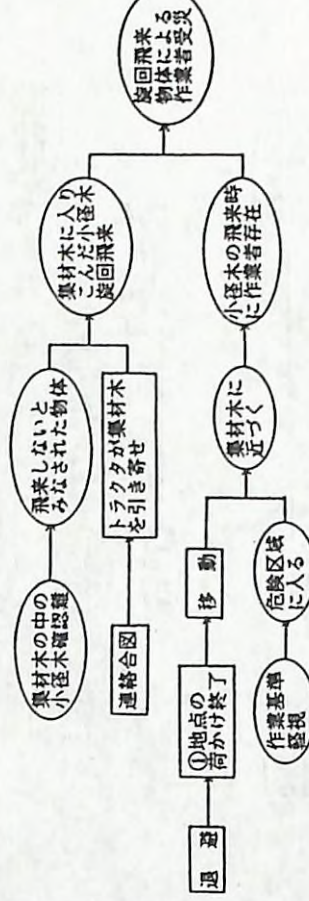 旋回飛来
物体による
作業者受災
集材木に入り
こんだ小径木
旋回飛来
小径木の飛来時
に作業者存在
飛来しないと
みなされた物体
トラクタが集材木
を引き寄せ
集材木に
近づく
集材木の中の
小径木確認難
連絡合図
移動
危険区域
に入る
①地点の
荷かけ終了
作業基準
軽視
退避